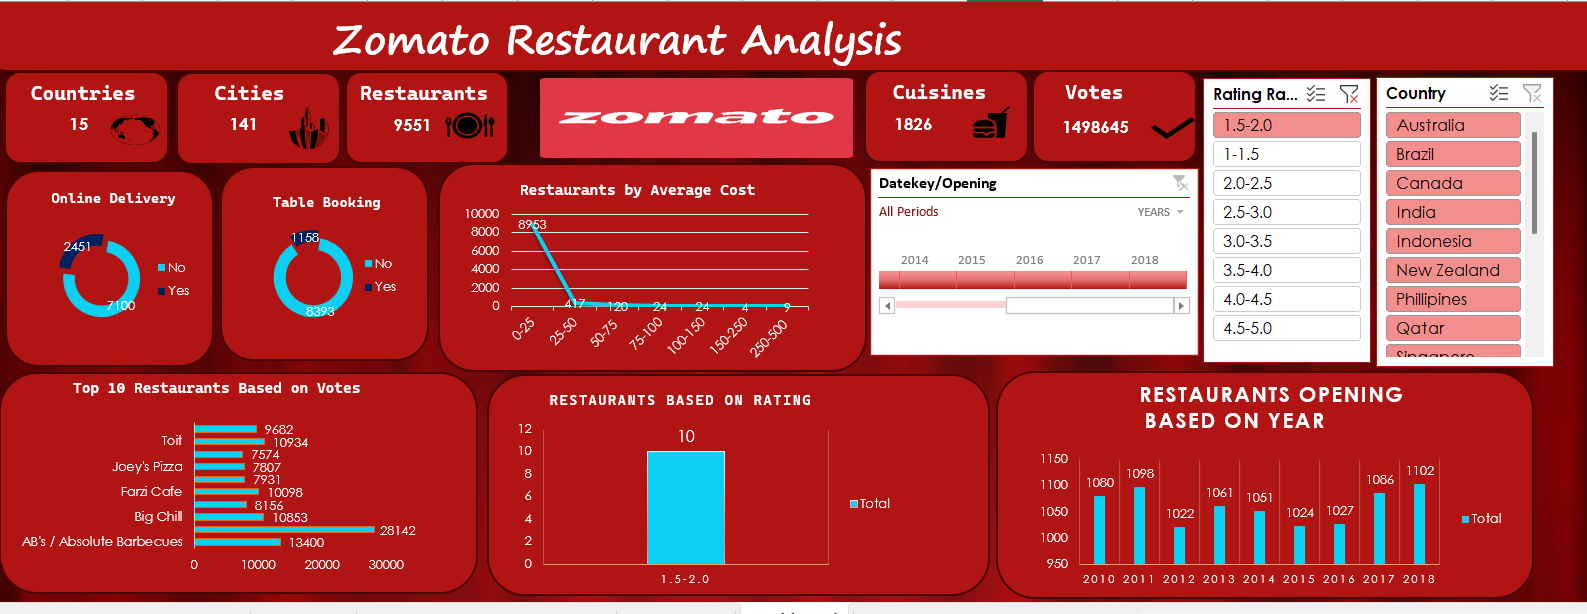 Zomato Restaurant Analysis
Countries
15
Cities
141
Restaurants
9551
zomato
Cuisines
1826
Votes
1498645
Rating Ra...
1.5-2.0
1-1.5
2.0-2.5
2.5-3.0
3.0-3.5
3.5-4.0
4.0-4.5
4.5-5.0
Country
Australia
Brazil
Canada
India
Indonesia
New Zealand
Phillipines
Qatar
Singapore
Online Delivery
2451
7100
No
Yes
Table Booking
1158
8393
No
Yes
Restaurants by Average Cost
10000
8000
6000
4000
2000
0
8953
417
120
24
24
4
9
0-25
25-50
50-75
75-100
100-150
150-250
250-500
Datekey/Opening
All Periods
YEARS
2014 2015 2016 2017 2018
Top 10 Restaurants Based on Votes
9682
Toit 10934
7574
Joey's Pizza 7807
7931
Farzi Cafe 10098
8156
Big Chill 10853
28142
AB's / Absolute Barbecues 13400
0 10000 20000 30000
RESTAURANTS BASED ON RATING
12
10
8
6
4
2
0
10
1.5-2.0
Total
RESTAURANTS OPENING
BASED ON YEAR
1150
1100
1050
1000
950
1080
1098
1022
1061
1051
1024
1027
1086
1102
2010 2011 2012 2013 2014 2015 2016 2017 2018
Total